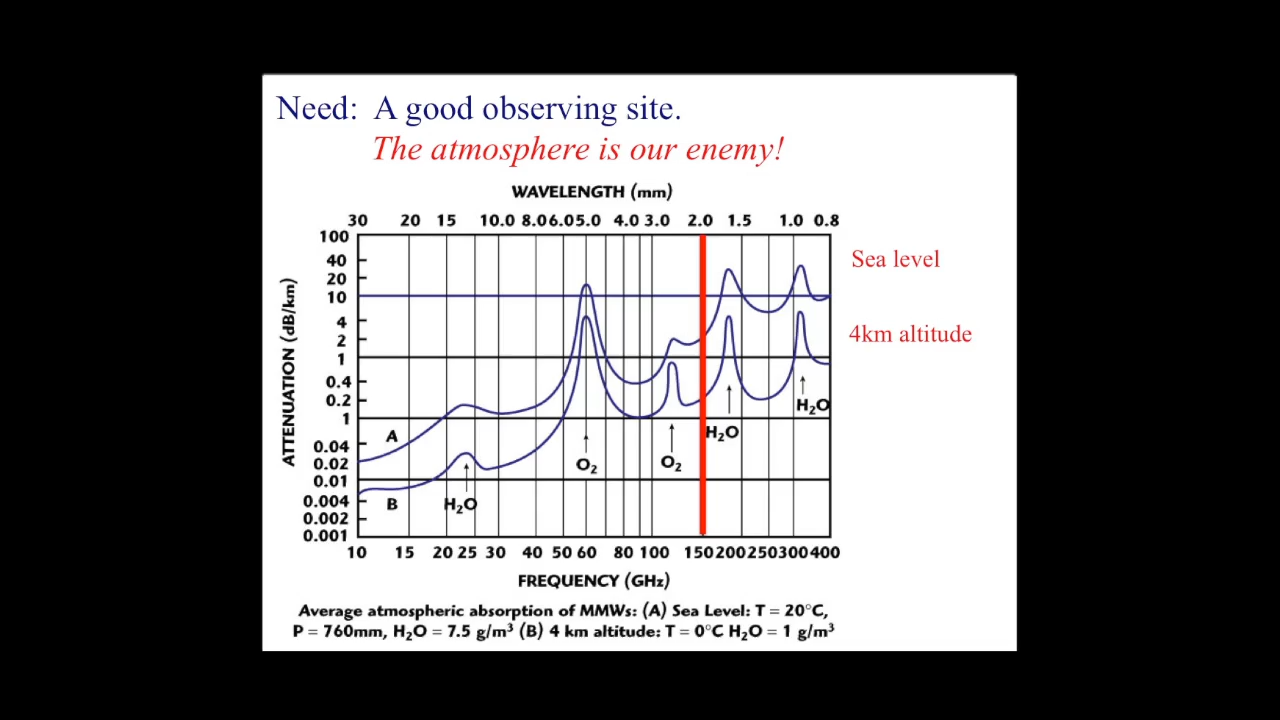 Need: A good observing site.
The atmosphere is our enemy!
WAVELENGTH (mm)
30 20 15 10.0 8.0 6.0 5.0 4.0 3.0 2.0 1.5 1.0 0.8
100
40
20
10
4
2
1
0.4
0.2
1
0.04
0.02
0.01
0.004
0.002
0.001
ATTENUATION (dB/km)
Sea level
4km altitude
A
B
H₂O
O₂
O₂
H₂O
H₂O
10 15 20 25 30 40 50 60 80 100 150 200 250 300 400
FREQUENCY (GHz)
Average atmospheric absorption of MMWs: (A) Sea Level: T = 20°C,
P = 760mm, H₂O = 7.5 g/m³ (B) 4 km altitude: T = 0°C H₂O = 1 g/m³